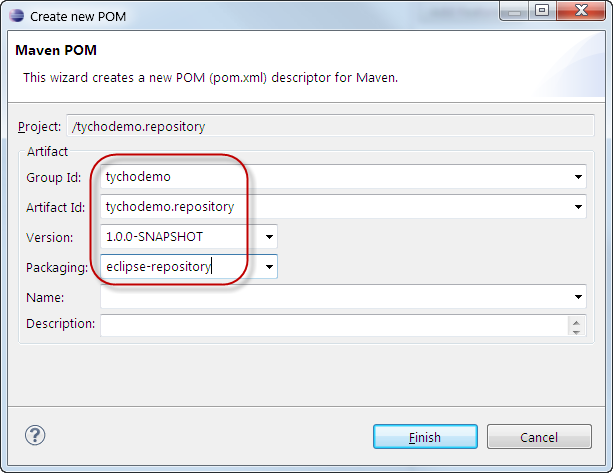 Create new POM
Maven POM
This wizard creates a new POM (pom.xml) descriptor for Maven.
Project: /tychodemo.repository
Artifact
Group Id: tychodemo
Artifact Id: tychodemo.repository
Version: 1.0.0-SNAPSHOT
Packaging: eclipse-repository
Name:
Description:
?
Finish Cancel